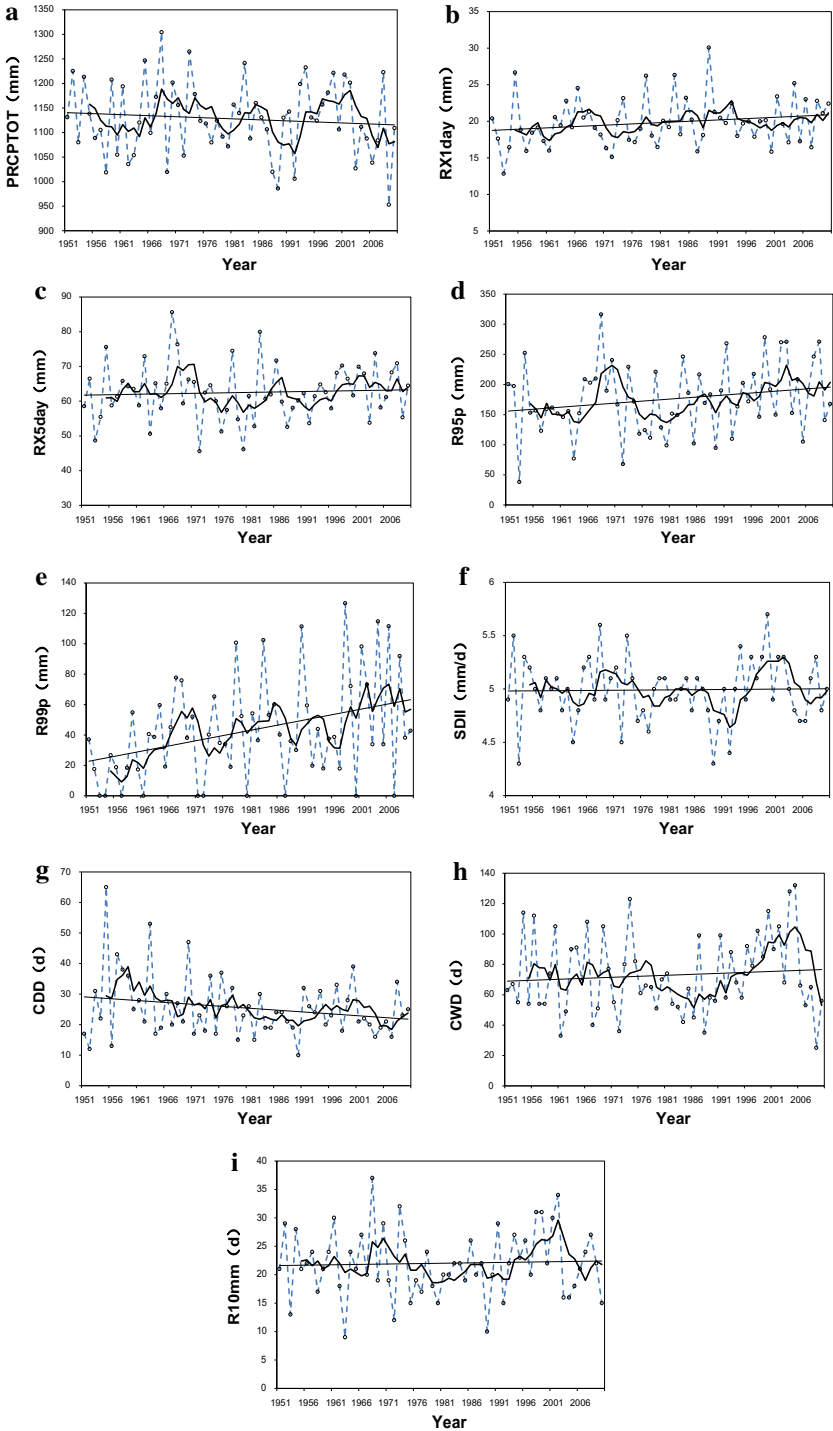 a
PRCPTOT (mm)
1350
1300
1250
1200
1150
1100
1050
1000
950
900
1951 1956 1961 1966 1971 1976 1981 1986 1991 1996 2001 2006
Year
b
RX1day (mm)
35
30
25
20
15
10
5
0
1951 1956 1961 1966 1971 1976 1981 1986 1991 1996 2001 2006
Year
c
RX5day (mm)
90
80
70
60
50
40
30
1951 1956 1961 1966 1971 1976 1981 1986 1991 1996 2001 2006
Year
d
R95p (mm)
350
300
250
200
150
100
50
0
1951 1956 1961 1966 1971 1976 1981 1986 1991 1996 2001 2006
Year
e
R99p (mm)
140
120
100
80
60
40
20
0
1951 1956 1961 1966 1971 1976 1981 1986 1991 1996 2001 2006
Year
f
SDII (mm/d)
6
5.5
5
4.5
4
1951 1956 1961 1966 1971 1976 1981 1986 1991 1996 2001 2006
Year
g
CDD (d)
70
60
50
40
30
20
10
0
1951 1956 1961 1966 1971 1976 1981 1986 1991 1996 2001 2006
Year
h
CWD (d)
140
120
100
80
60
40
20
0
1951 1956 1961 1966 1971 1976 1981 1986 1991 1996 2001 2006
Year
i
R10mm (d)
40
35
30
25
20
15
10
5
0
1951 1956 1961 1966 1971 1976 1981 1986 1991 1996 2001 2006
Year